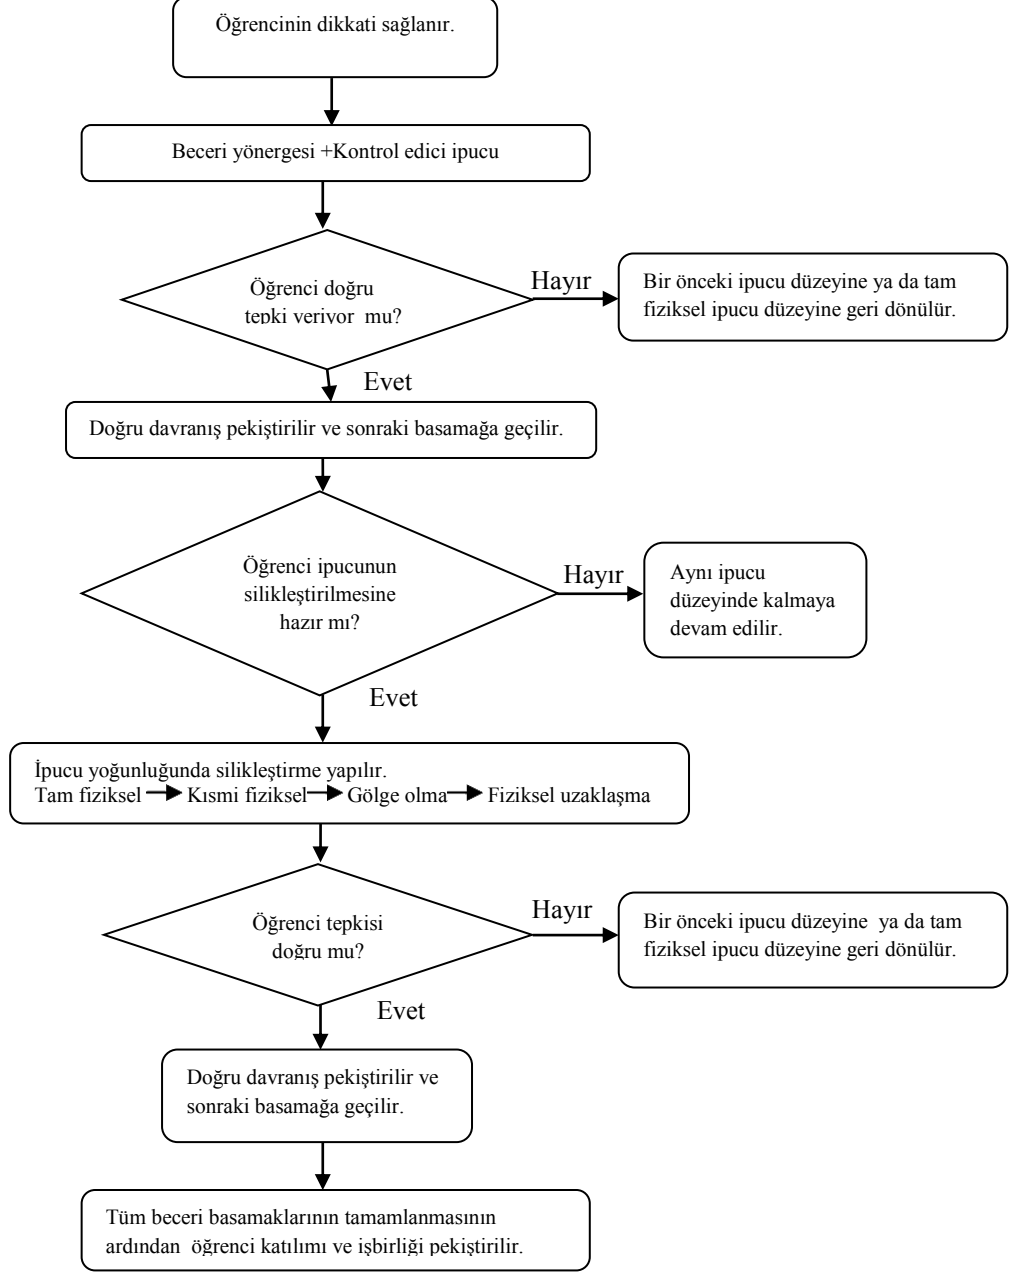 Öğrencinin dikkati sağlanır.
Beceri yönergesi +Kontrol edici ipucu
Öğrenci doğru
tepki veriyor mu?
Hayır
Bir önceki ipucu düzeyine ya da tam
fiziksel ipucu düzeyine geri dönülür.
Evet
Doğru davranış pekiştirilir ve sonraki basamağa geçilir.
Öğrenci ipucunun
silikleştirilmesine
hazır mı?
Hayır
Aynı ipucu
düzeyinde kalmaya
devam edilir.
Evet
İpucu yoğunluğunda silikleştirme yapılır.
Tam fiziksel Kısmi fiziksel Gölge olma Fiziksel uzaklaşma
Öğrenci tepkisi
doğru mu?
Hayır
Bir önceki ipucu düzeyine ya da tam
fiziksel ipucu düzeyine geri dönülür.
Evet
Doğru davranış pekiştirilir ve
sonraki basamağa geçilir.
Tüm beceri basamaklarının tamamlanmasının
ardından öğrenci katılımı ve işbirliği pekiştirilir.